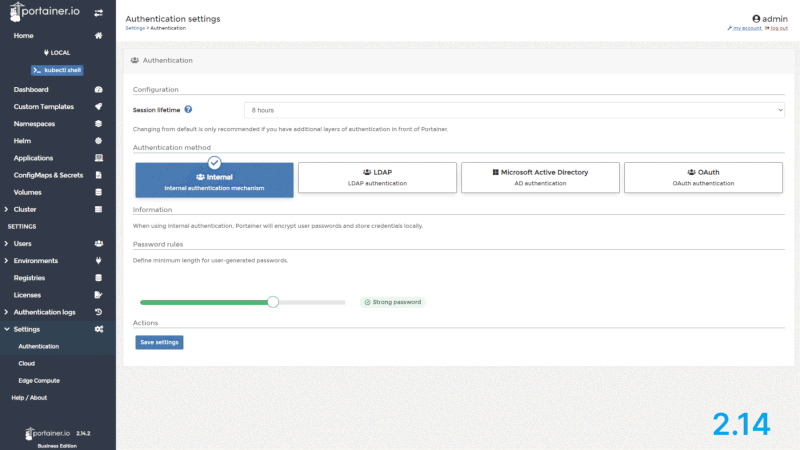 portainer.io
Home
LOCAL
kubectl shell
Dashboard
Custom Templates
Namespaces
Helm
Applications
ConfigMaps & Secrets
Volumes
Cluster
SETTINGS
Users
Environments
Registries
Licenses
Authentication logs
Settings
Authentication
Cloud
Edge Compute
Help / About
portainer.io 2.14.2
Business Edition
Authentication settings
Settings > Authentication
admin
my account log out
Authentication
Configuration
Session lifetime
8 hours
Changing from default is only recommended if you have additional layers of authentication in front of Portainer.
Authentication method
Internal
Internal authentication mechanism
LDAP
LDAP authentication
Microsoft Active Directory
AD authentication
OAuth
OAuth authentication
Information
When using internal authentication, Portainer will encrypt user passwords and store credentials locally.
Password rules
Define minimum length for user-generated passwords.
Strong password
Actions
Save settings
2.14